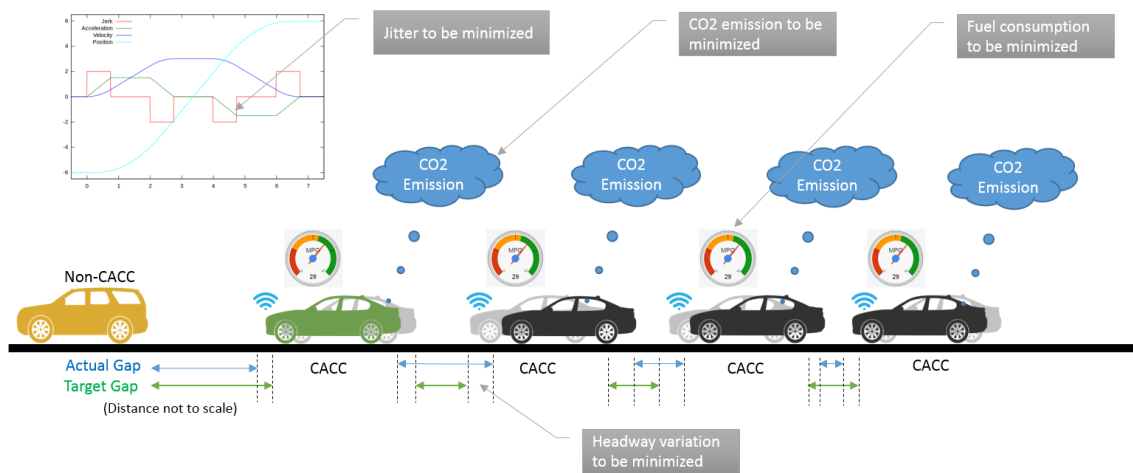 Jerk
Acceleration
Velocity
Position
6
4
2
0
-2
-4
-6
0
1
2
3
4
5
6
7
Jitter to be minimized
CO2 emission to be
minimized
Fuel consumption
to be minimized
CO2
Emission
CO2
Emission
CO2
Emission
CO2
Emission
MPG
29
MPG
29
MPG
29
MPG
29
Non-CACC
Actual Gap
Target Gap
(Distance not to scale)
CACC
CACC
CACC
CACC
Headway variation
to be minimized